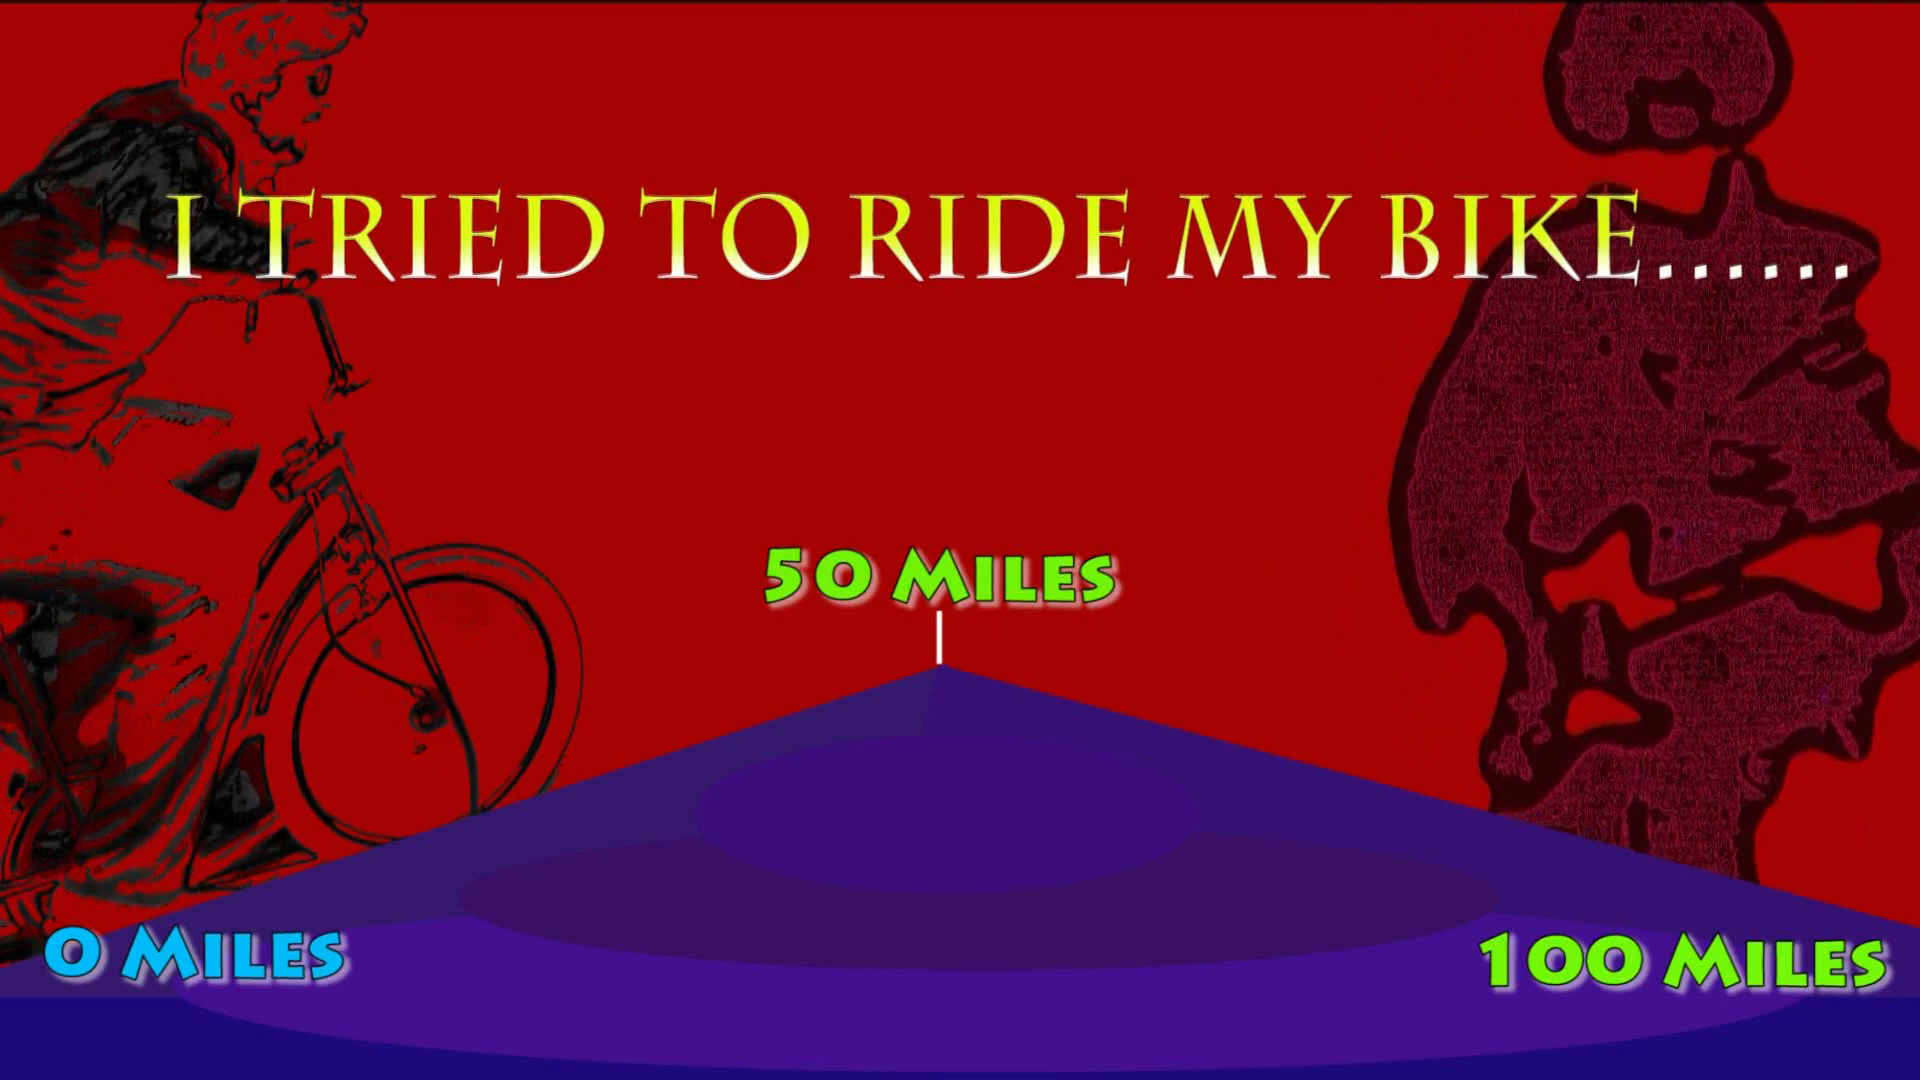 I TRIED TO RIDE MY BIKE......
50 MILES
0 MILES
100 MILES